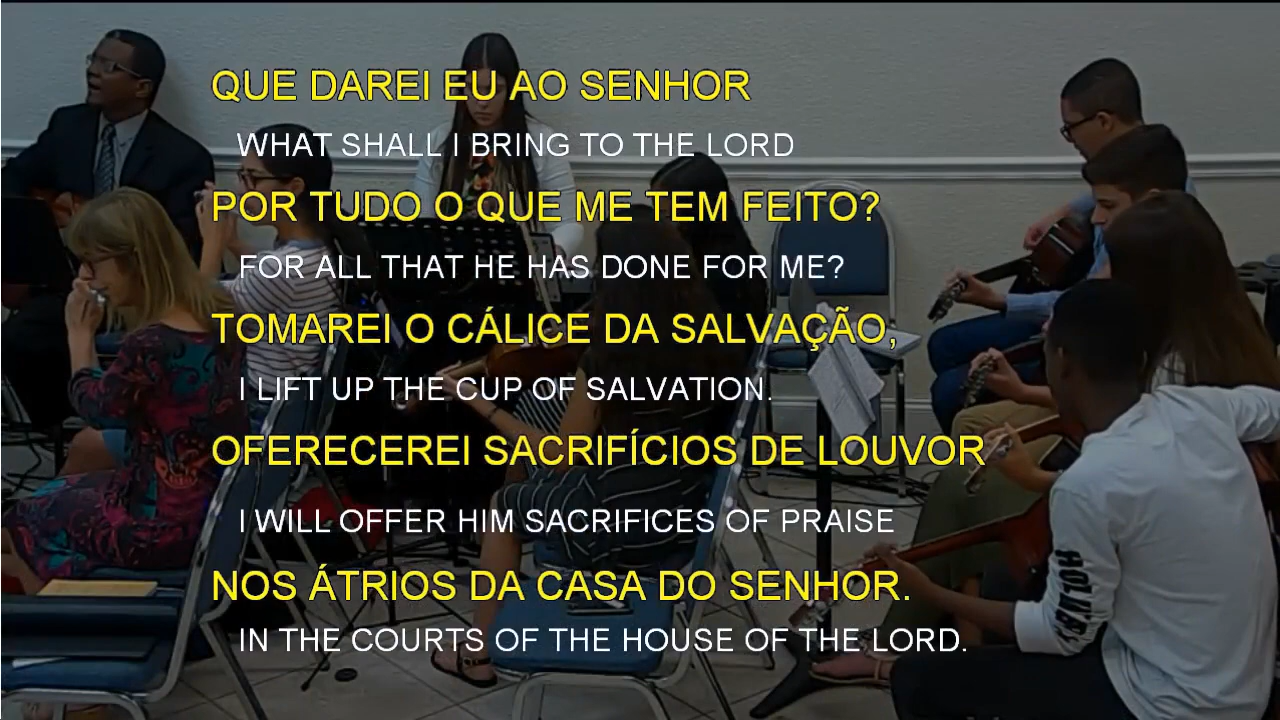 QUE DAREI EU AO SENHOR
WHAT SHALL I BRING TO THE LORD
POR TUDO O QUE ME TEM FEITO?
FOR ALL THAT HE HAS DONE FOR ME?
TOMAREI O CÁLICE DA SALVAÇÃO,
I LIFT UP THE CUP OF SALVATION.
OFERECEREI SACRIFÍCIOS DE LOUVOR
I WILL OFFER HIM SACRIFICES OF PRAISE
NOS ÁTRIOS DA CASA DO SENHOR.
IN THE COURTS OF THE HOUSE OF THE LORD.